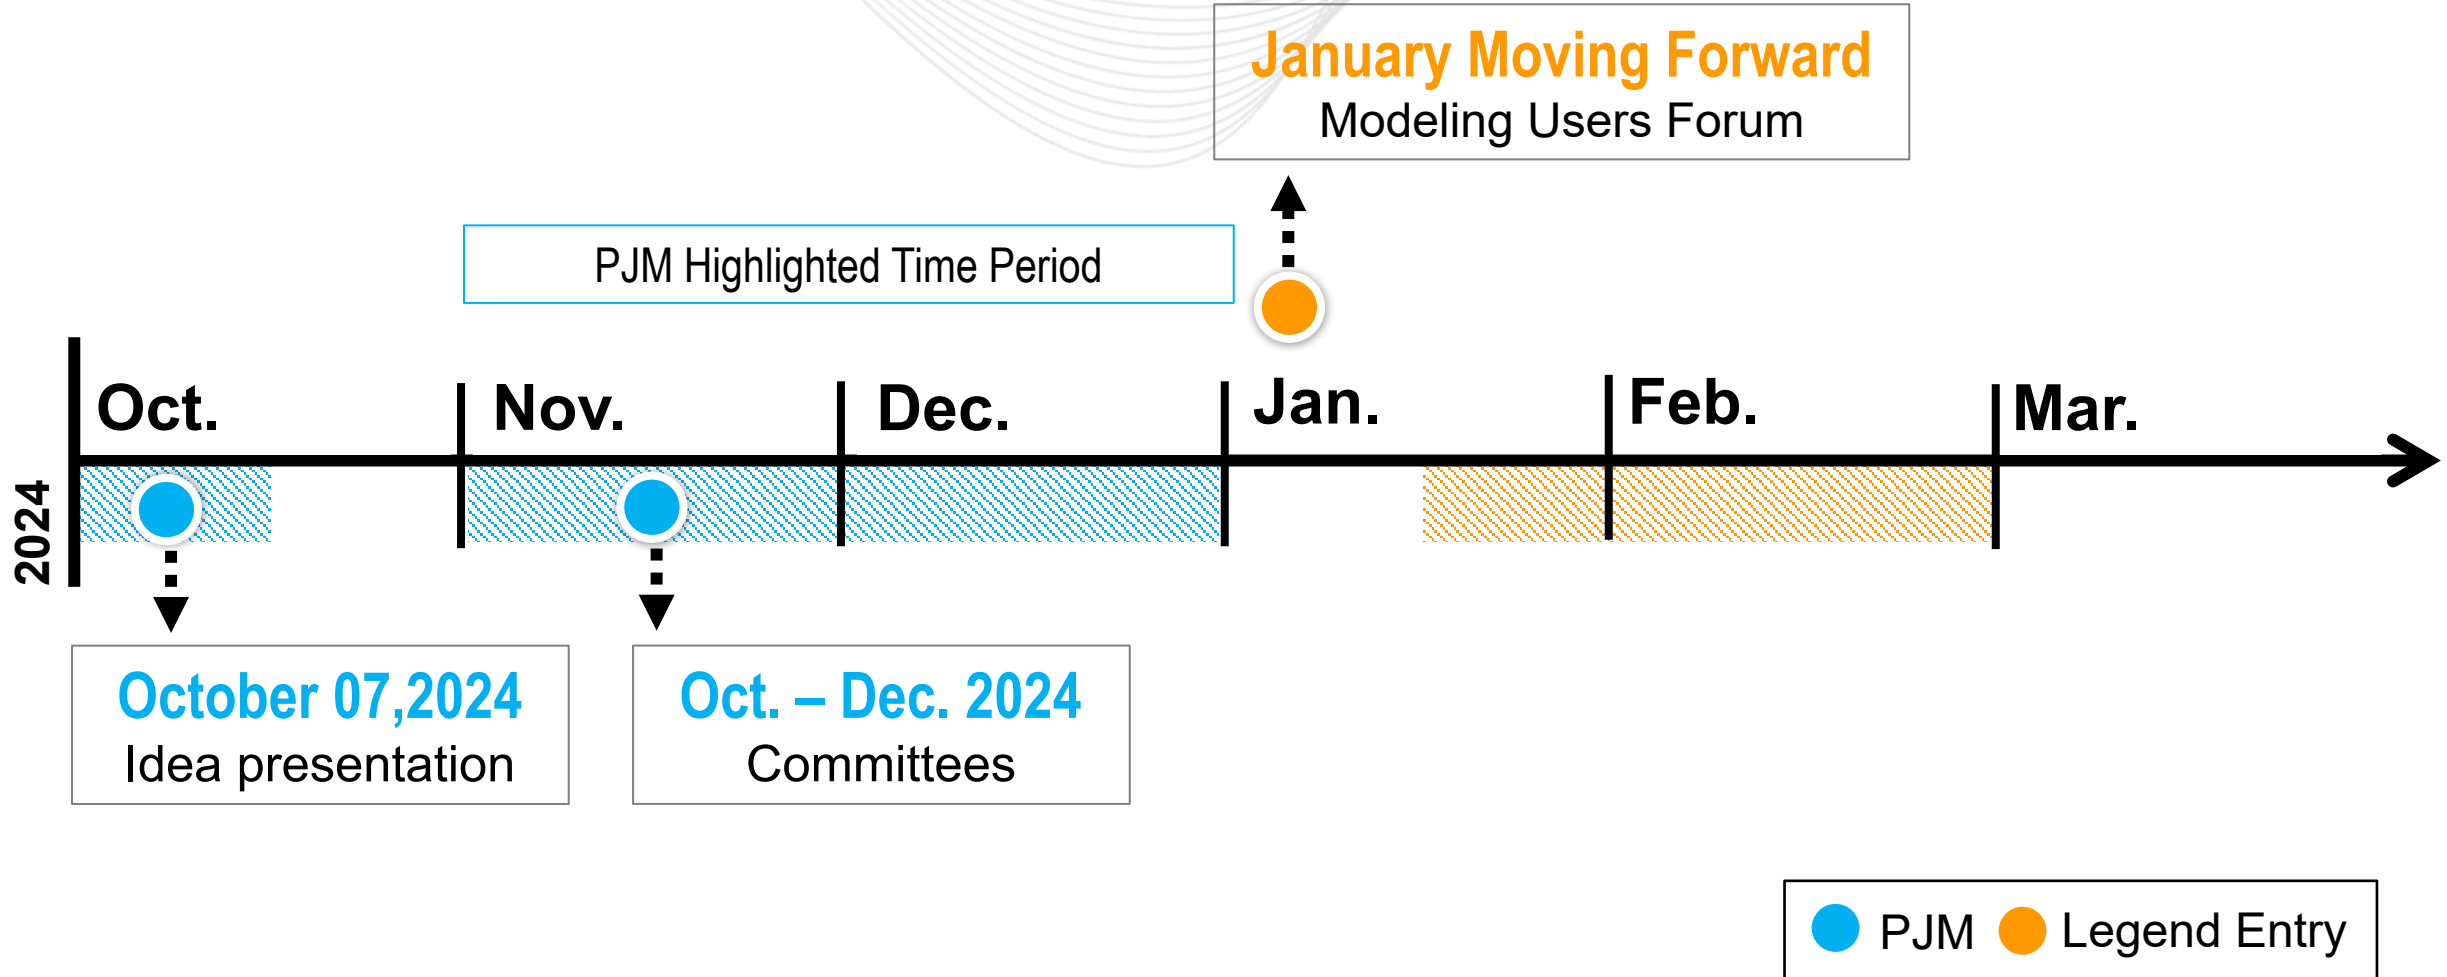 January Moving Forward
Modeling Users Forum
PJM Highlighted Time Period
Oct.
Nov.
Dec.
Jan.
Feb.
Mar.
2024
October 07,2024
Idea presentation
Oct. – Dec. 2024
Committees
PJM
Legend Entry